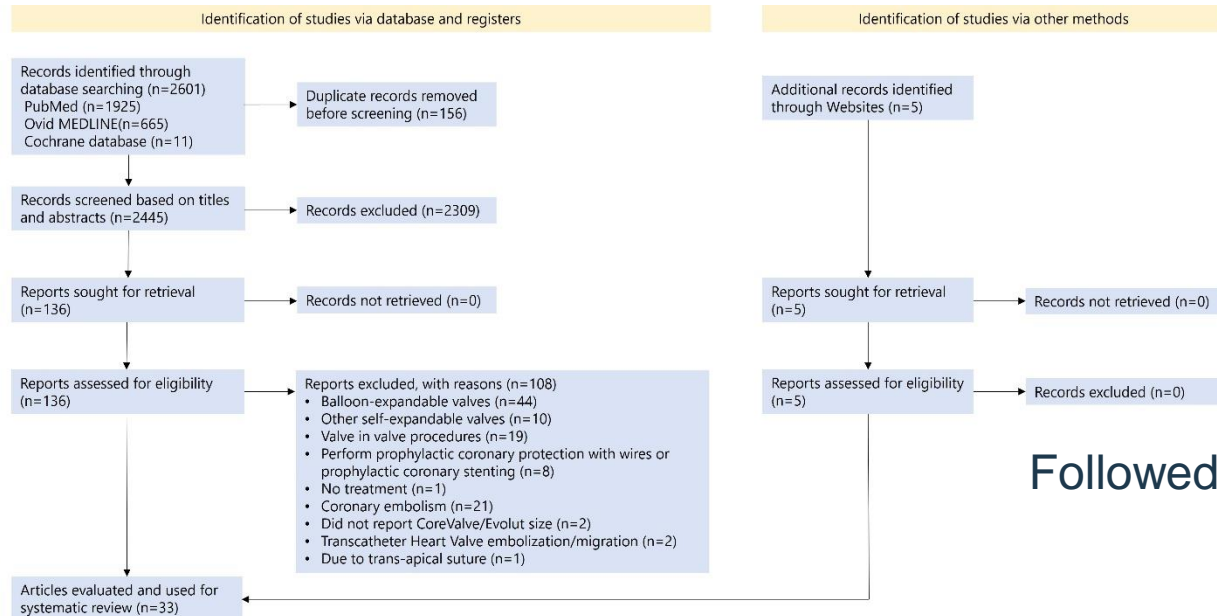 Identification of studies via database and registers
Identification of studies via other methods
Records identified through
database searching (n=2601)
PubMed (n=1925)
Ovid MEDLINE(n=665)
Cochrane database (n=11)
Duplicate records removed
before screening (n=156)
Additional records identified
through Websites (n=5)
Records screened based on titles
and abstracts (n=2445)
Records excluded (n=2309)
Reports sought for retrieval
(n=136)
Records not retrieved (n=0)
Reports sought for retrieval
(n=5)
Records not retrieved (n=0)
Reports assessed for eligibility
(n=136)
Reports excluded, with reasons (n=108)
• Balloon-expandable valves (n=44)
• Other self-expandable valves (n=10)
• Valve in valve procedures (n=19)
• Perform prophylactic coronary protection with wires or
prophylactic coronary stenting (n=8)
• No treatment (n=1)
• Coronary embolism (n=21)
• Did not report CoreValve/Evolut size (n=2)
• Transcatheter Heart Valve embolization/migration (n=2)
• Due to trans-apical suture (n=1)
Reports assessed for eligibility
(n=5)
Records excluded (n=0)
Followed
Articles evaluated and used for
systematic review (n=33)